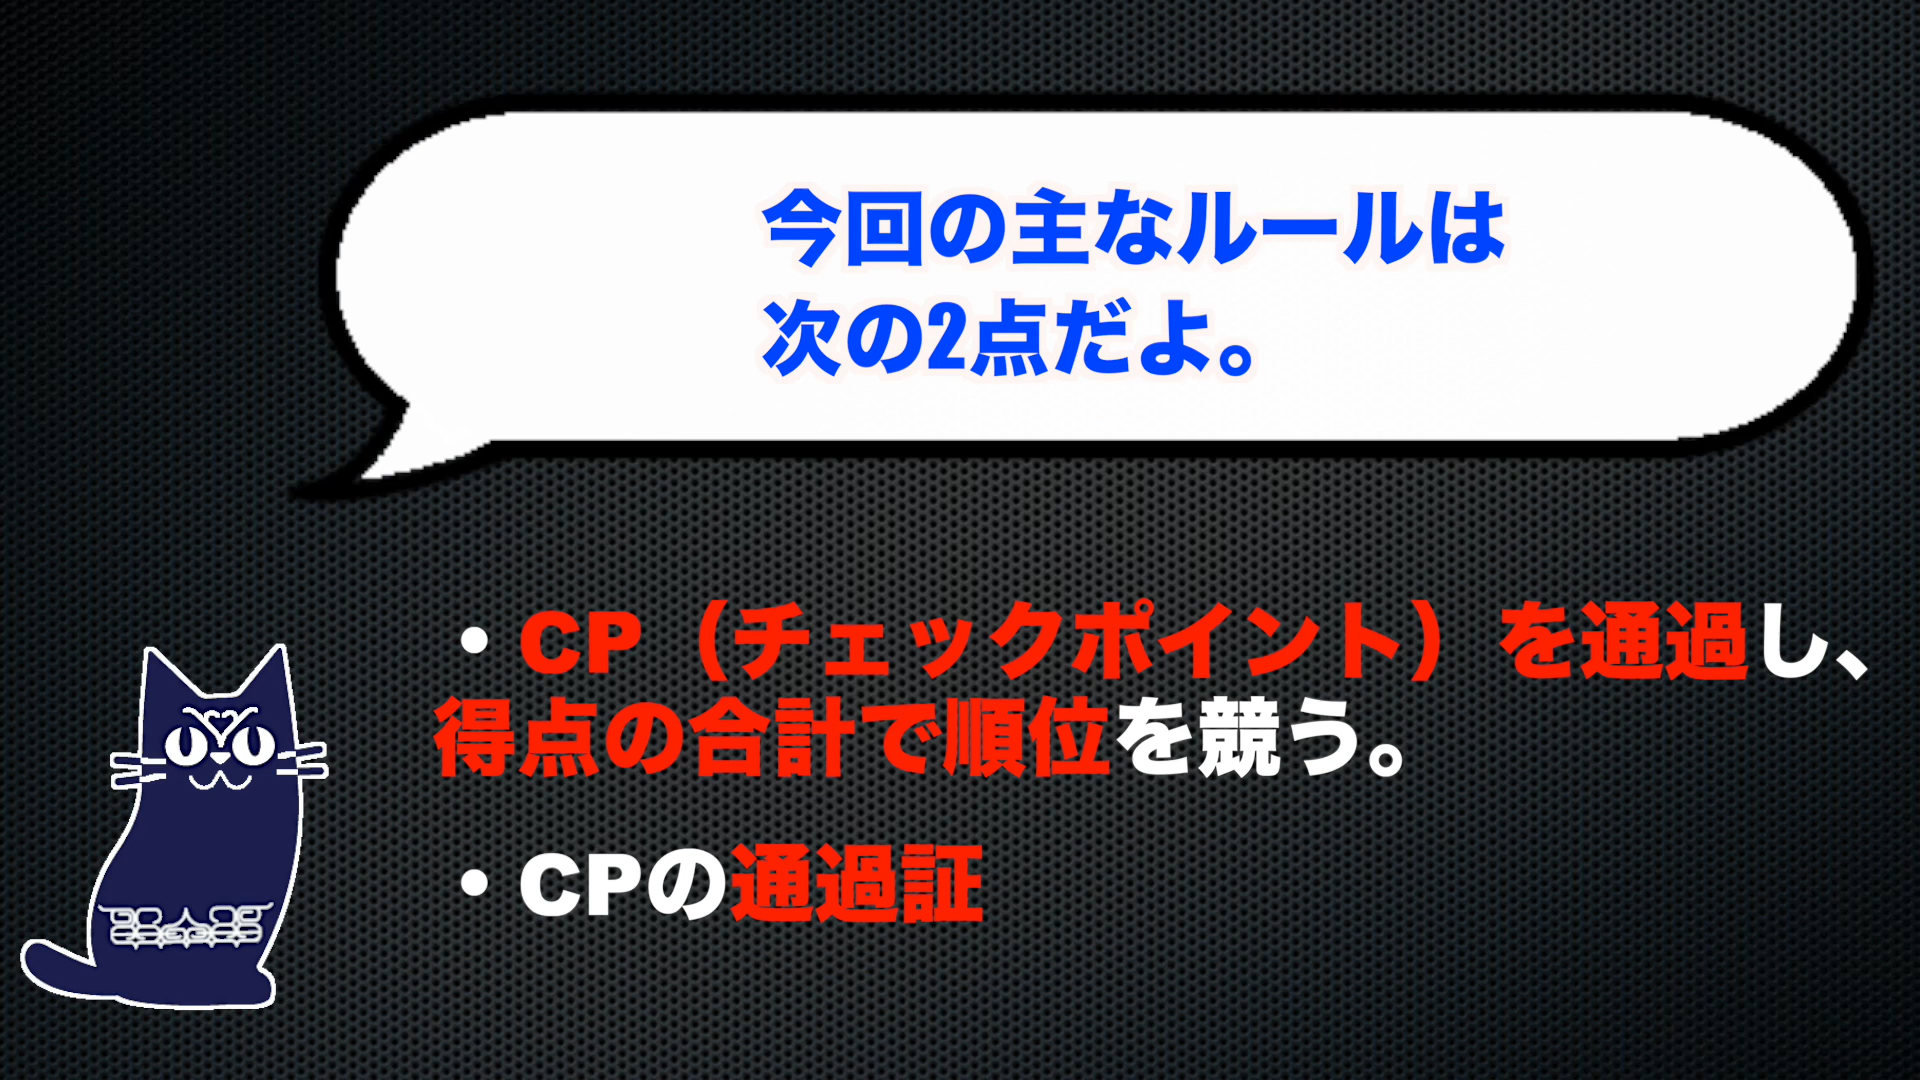 今回の主なルールは
次の2点だよ。
・CP（チェックポイント）を通過し、
得点の合計で順位を競う。
・CPの通過証